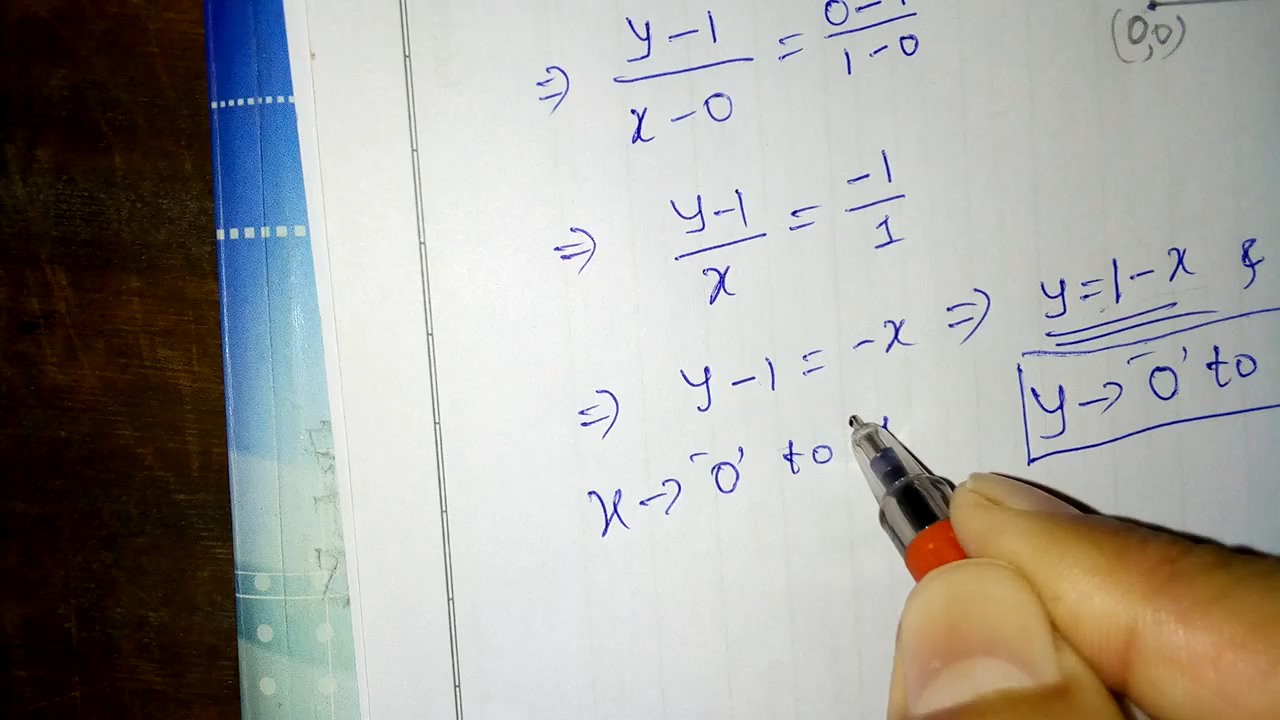 (0,0)
⇒ y-1/x-0 = 0-1/1-0
⇒ y-1/x = -1/1
⇒ y-1 = -x ⇒ y=1-x &
x → '0' to
y → '0' to